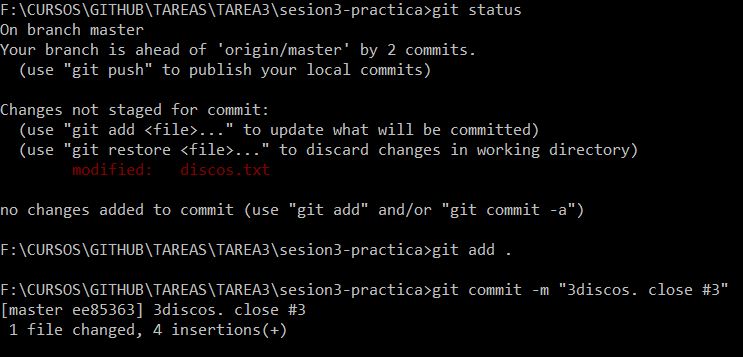 F:\CURSOS\GITHUB\TAREAS\TAREA3\sesion3-practica>git status
On branch master
Your branch is ahead of 'origin/master' by 2 commits.
  (use "git push" to publish your local commits)

Changes not staged for commit:
  (use "git add <file>..." to update what will be committed)
  (use "git restore <file>..." to discard changes in working directory)
        modified:   discos.txt

no changes added to commit (use "git add" and/or "git commit -a")

F:\CURSOS\GITHUB\TAREAS\TAREA3\sesion3-practica>git add .

F:\CURSOS\GITHUB\TAREAS\TAREA3\sesion3-practica>git commit -m "3discos. close #3"
[master ee85363] 3discos. close #3
 1 file changed, 4 insertions(+)